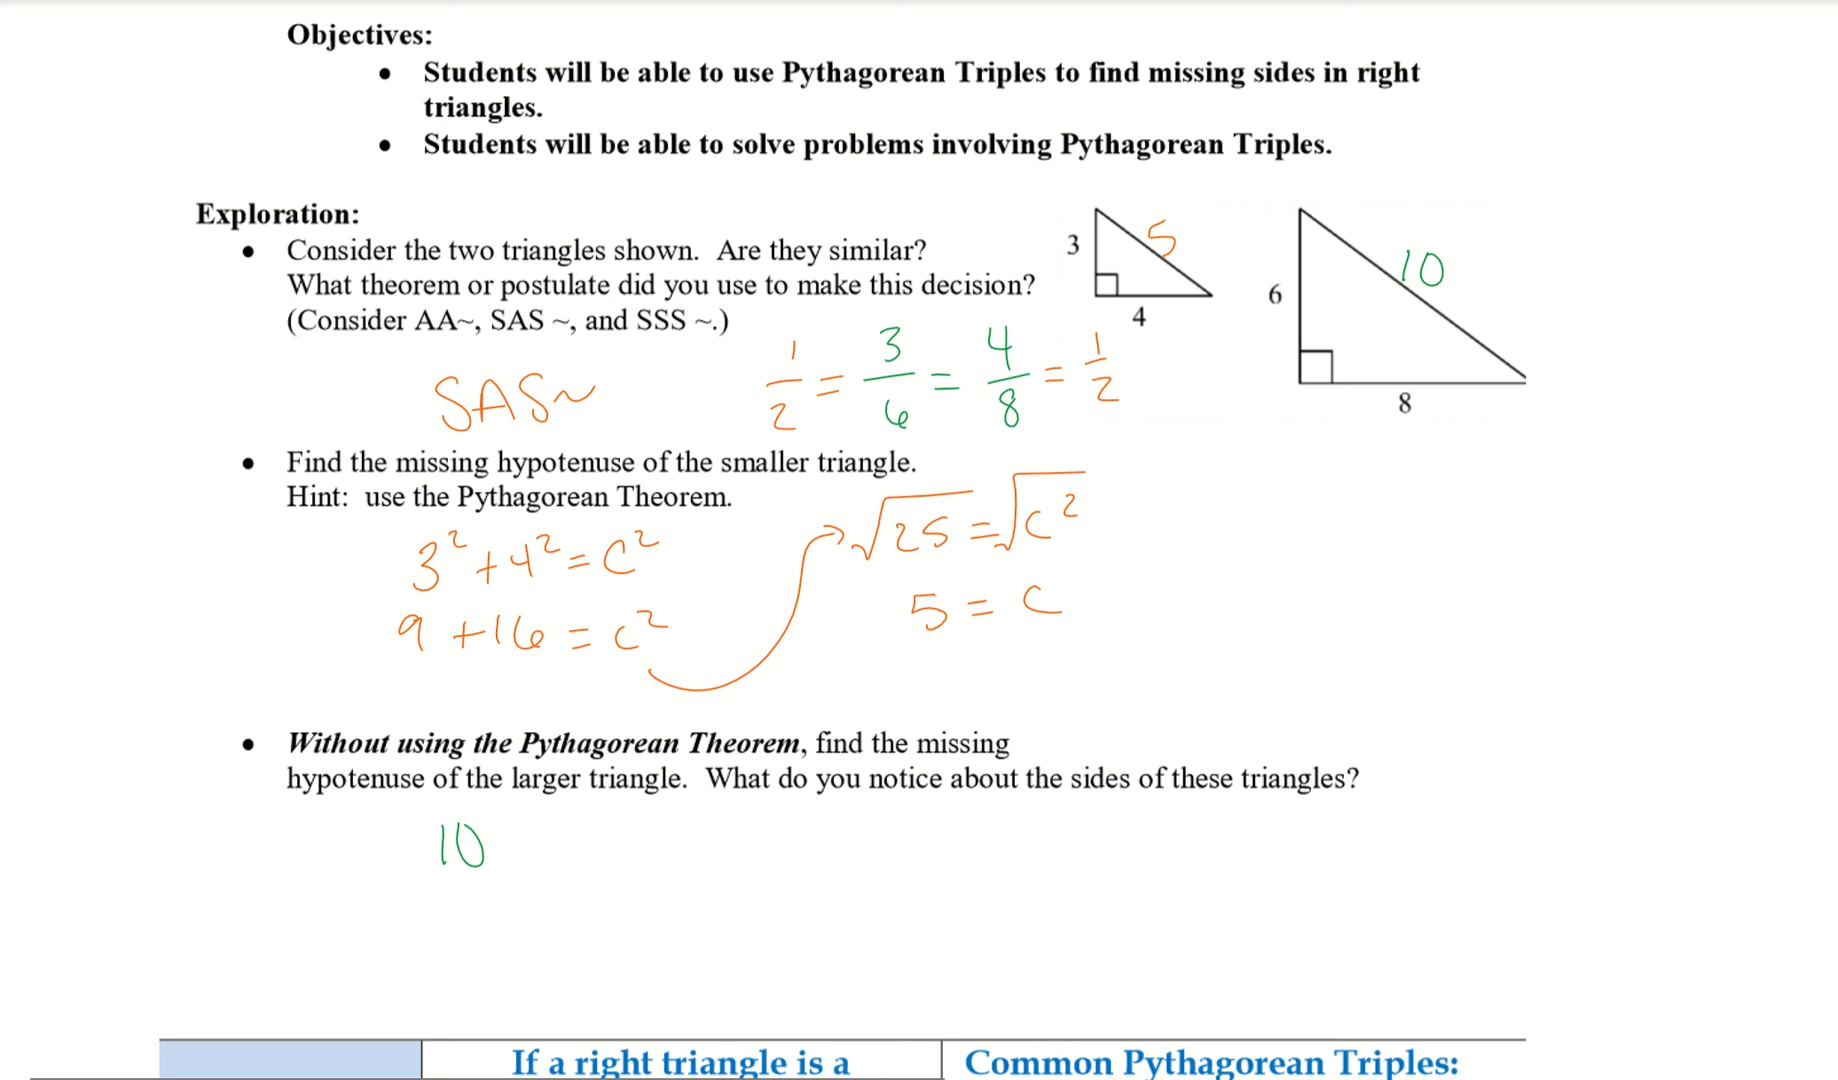 Objectives:
• Students will be able to use Pythagorean Triples to find missing sides in right
triangles.
• Students will be able to solve problems involving Pythagorean Triples.
Exploration:
• Consider the two triangles shown. Are they similar?
What theorem or postulate did you use to make this decision?
(Consider AA~, SAS ~, and SSS ~.)
3
5
4
6
10
8
SAS~
1/2 = 3/6 = 4/8 = 1/2
• Find the missing hypotenuse of the smaller triangle.
Hint: use the Pythagorean Theorem.
3² + 4² = c²
9 + 16 = c²
√25 = √c²
5 = c
• Without using the Pythagorean Theorem, find the missing
hypotenuse of the larger triangle. What do you notice about the sides of these triangles?
10
If a right triangle is a
Common Pythagorean Triples: